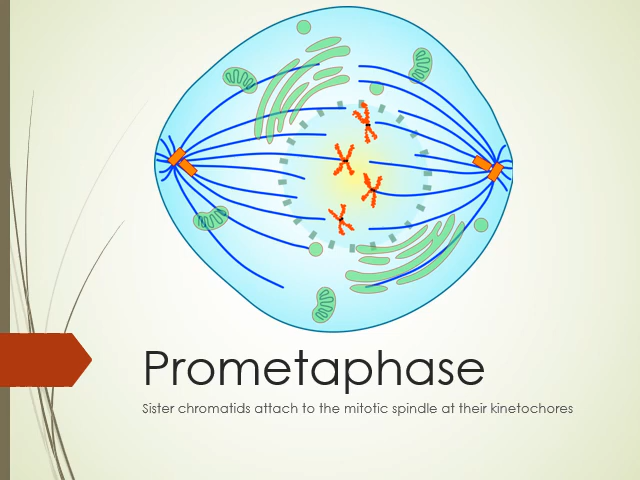 Prometaphase
Sister chromatids attach to the mitotic spindle at their kinetochores